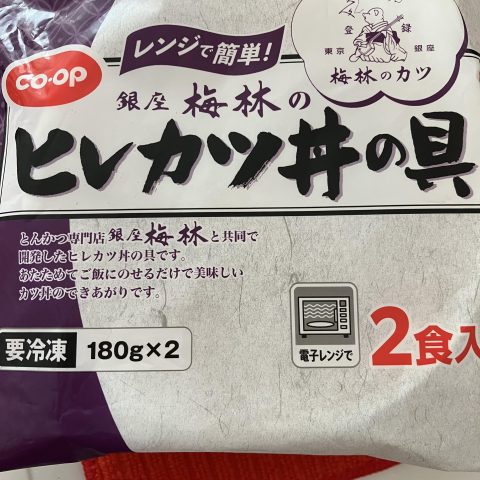 登録
東京 銀座
梅林のカツ
レンジで簡単!
CO·OP
銀座 梅林の
ヒレカツ丼の具
とんかつ専門店 銀座 梅林と共同で
開発したヒレカツ丼の具です。
あたためてご飯にのせるだけで美味しい
カツ丼のできあがりです。
要冷凍 180g×2
電子レンジで
2食入